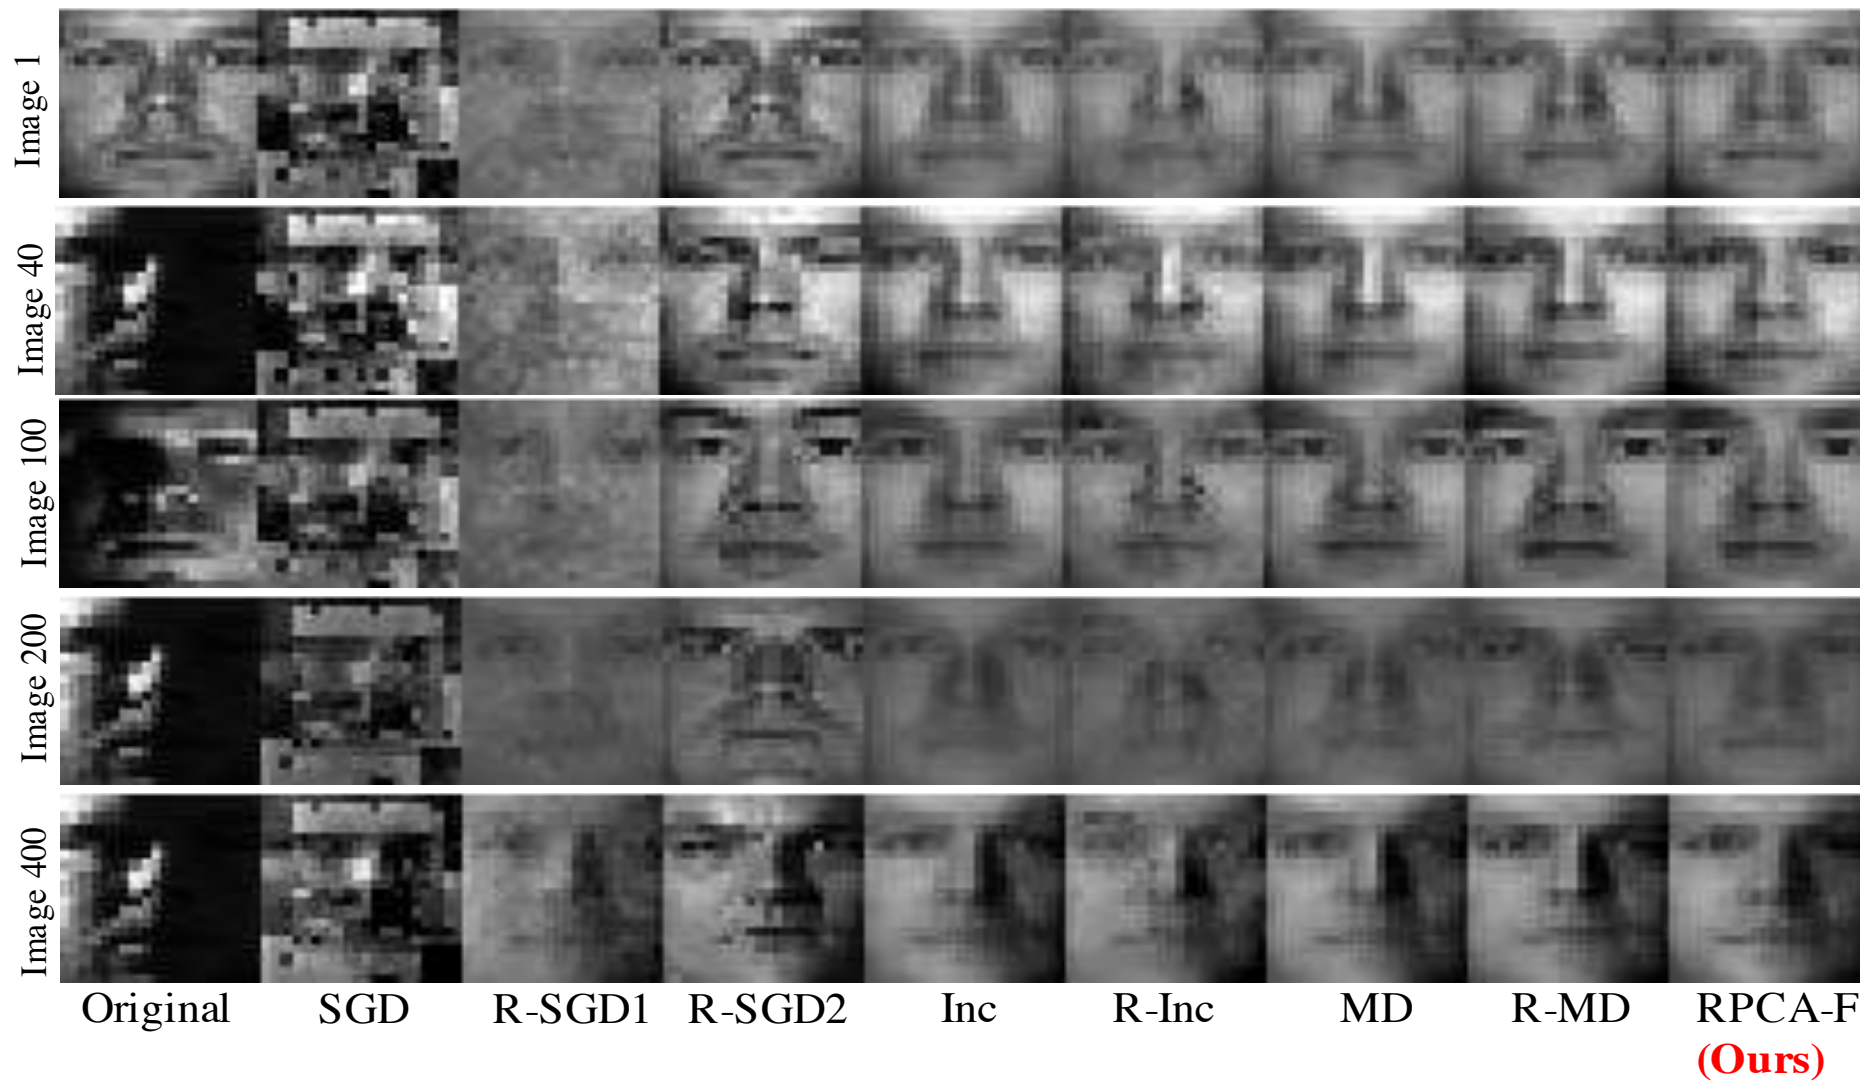 Image 1
Image 40
Image 100
Image 200
Image 400
Original SGD R-SGD1 R-SGD2 Inc R-Inc MD R-MD RPCA-F
(Ours)